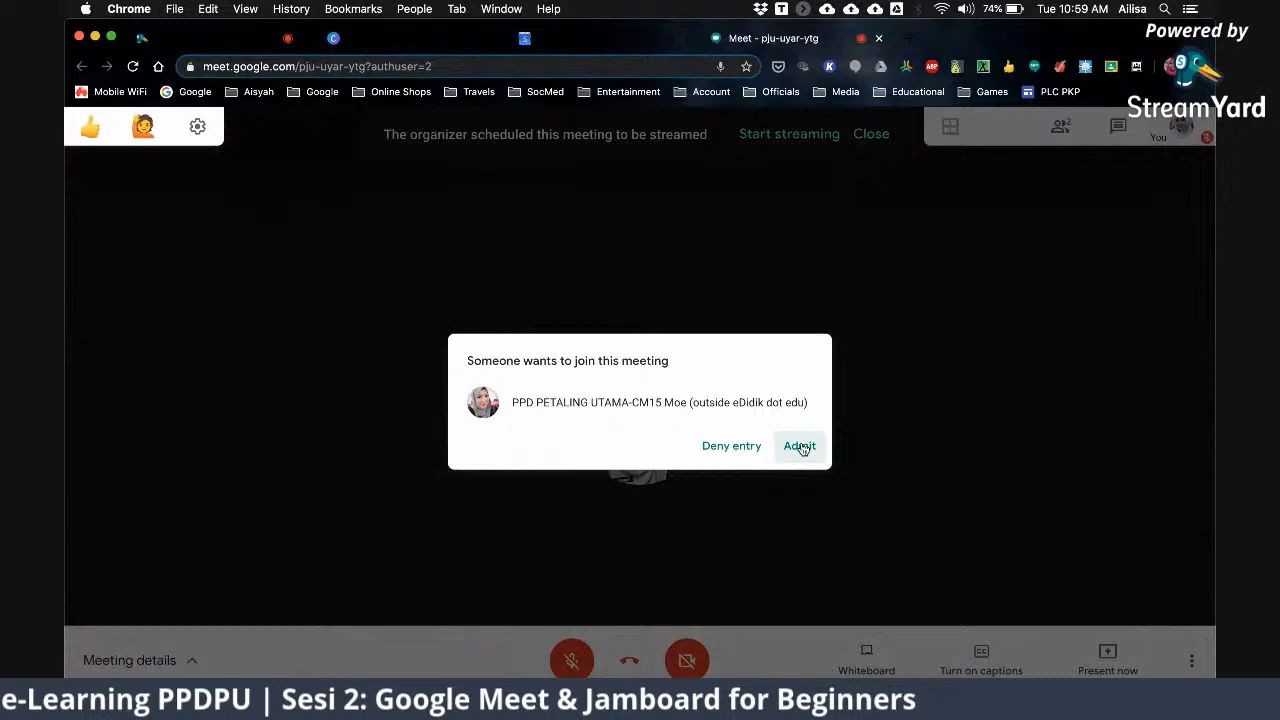 Chrome File Edit View History Bookmarks People Tab Window Help 74% Tue 10:59 AM Ailisa
Powered by
StreamYard
Meet - pju-uyar-ytg
meet.google.com/pju-uyar-ytg?authuser=2
Mobile WiFi Google Aisyah Google Online Shops Travels SocMed Entertainment Account Officials Media Educational Games PLC PKP
The organizer scheduled this meeting to be streamed Start streaming Close
2
You
Someone wants to join this meeting
PPD PETALING UTAMA-CM15 Moe (outside eDidik dot edu)
Deny entry Admit
Meeting details
Whiteboard Turn on captions Present now
e-Learning PPDPU | Sesi 2: Google Meet & Jamboard for Beginners